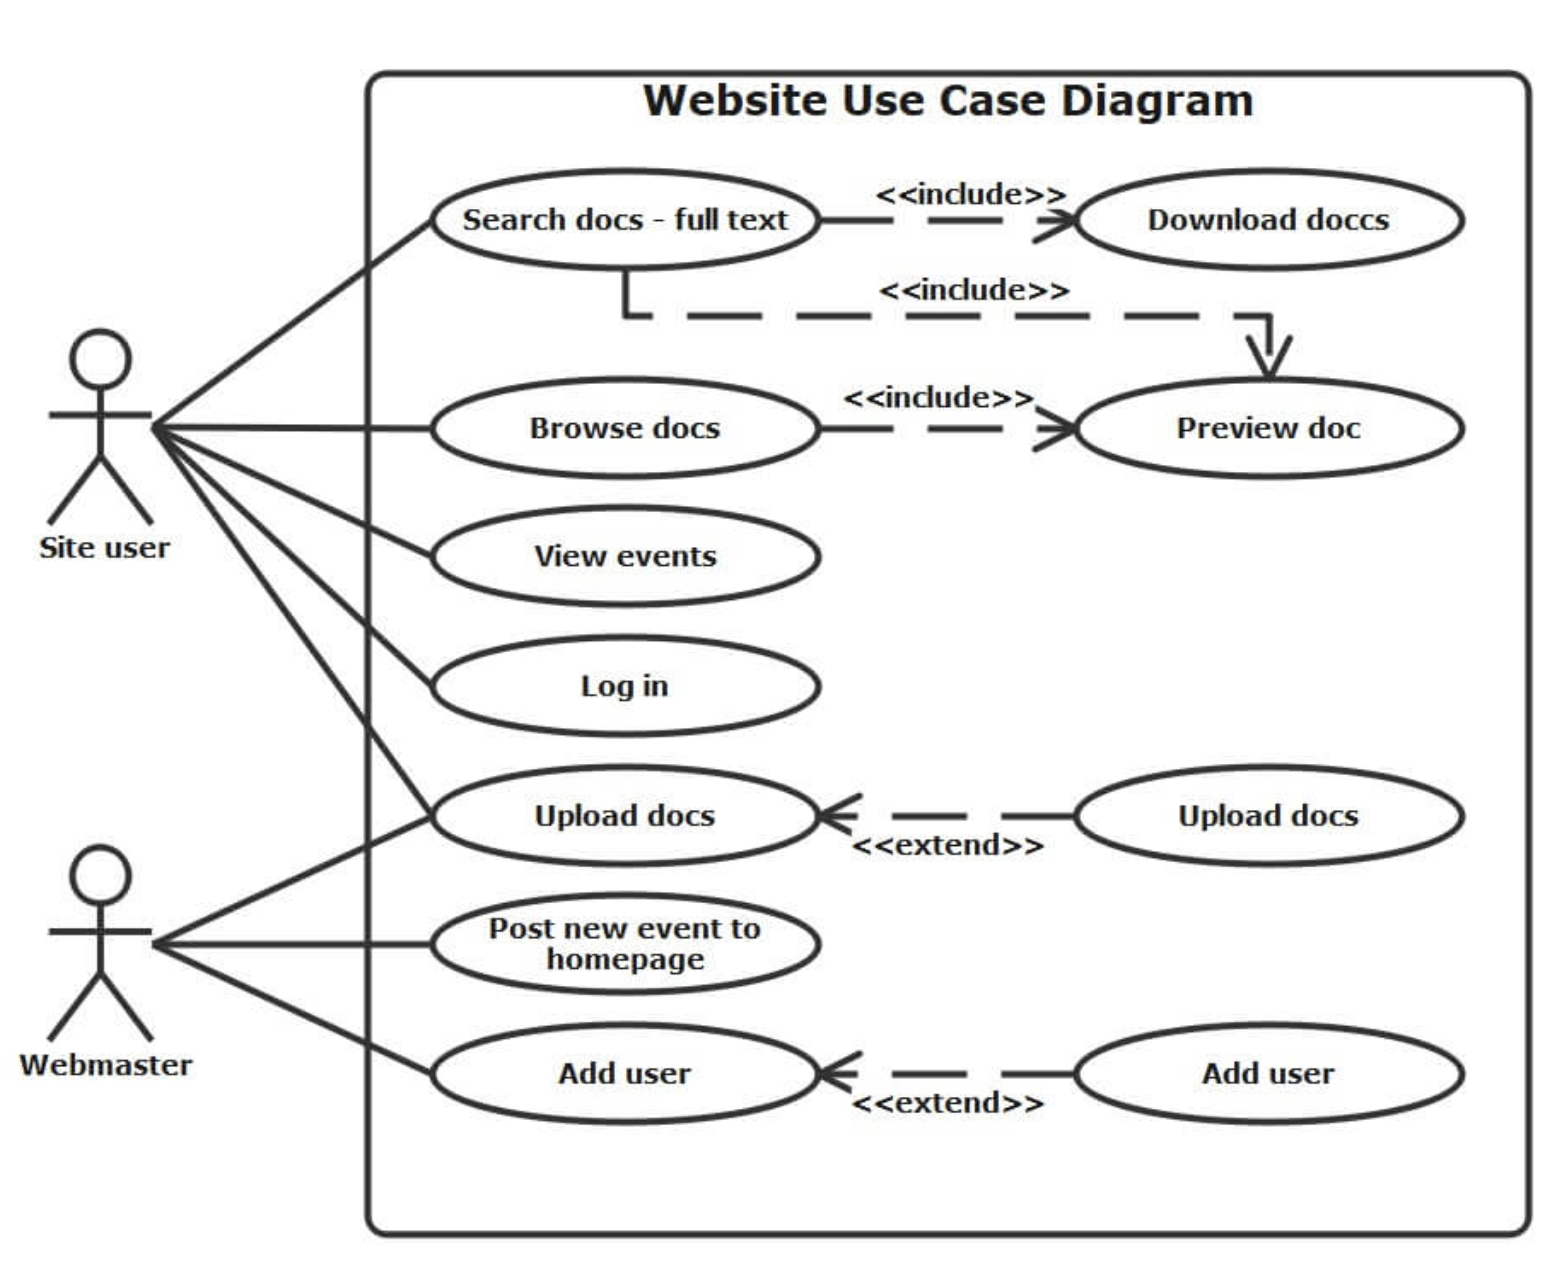 Website Use Case Diagram
<<include>>
Search docs - full text
Download doccs
<<include>>
<<include>>
Browse docs
Preview doc
Site user
View events
Log in
Upload docs
Upload docs
<<extend>>
Post new event to
homepage
Webmaster
Add user
Add user
<<extend>>